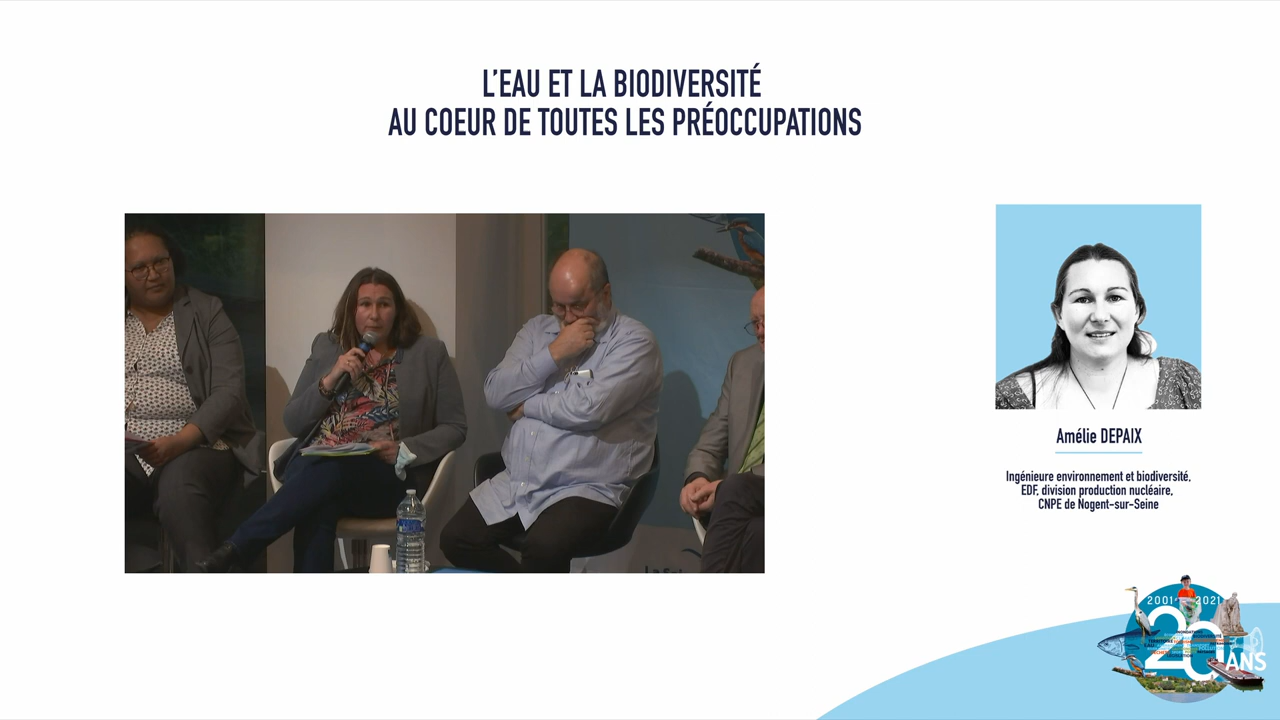 L'EAU ET LA BIODIVERSITÉ
AU COEUR DE TOUTES LES PRÉOCCUPATIONS
Amélie DEPAIX
Ingénieure environnement et biodiversité,
EDF, division production nucléaire,
CNPE de Nogent-sur-Seine
2001 - 2021
20
ANS